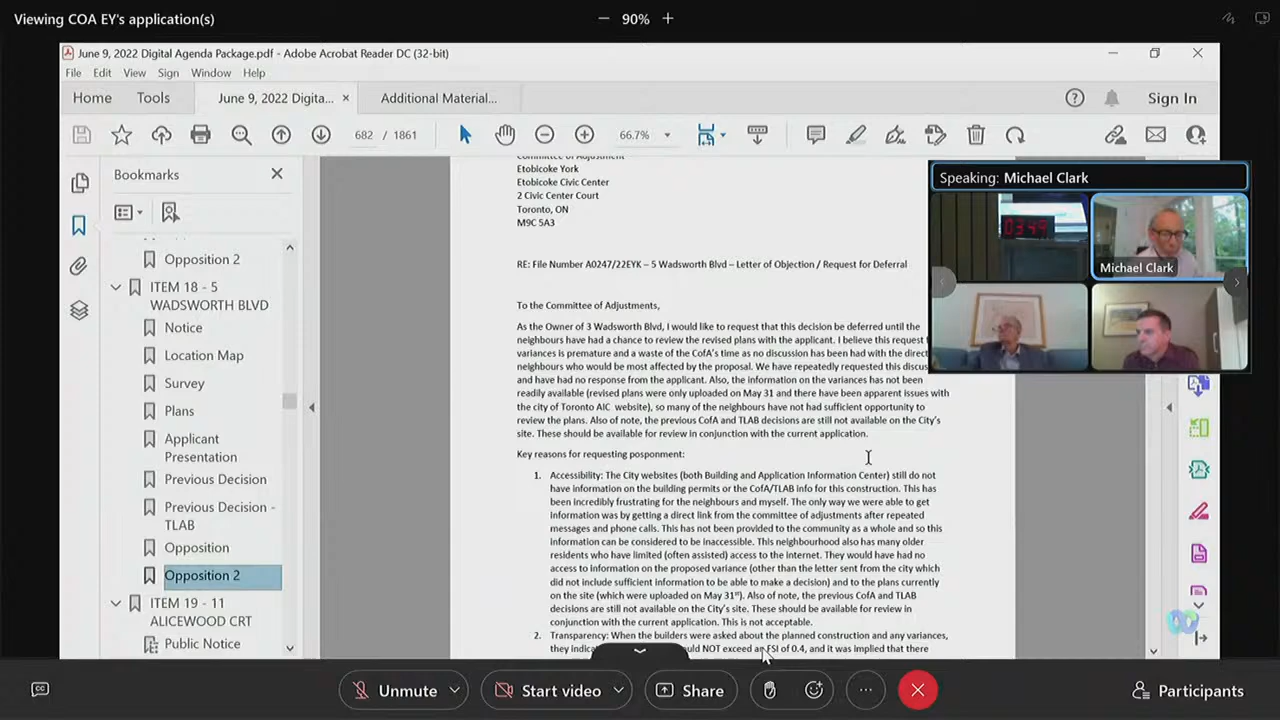 Viewing COA EY's application(s)
90%
June 9, 2022 Digital Agenda Package.pdf - Adobe Acrobat Reader DC (32-bit)
File Edit View Sign Window Help
Home Tools June 9, 2022 Digita... × Additional Material... Sign In
682 / 1861 66.7%
Bookmarks
Opposition 2
ITEM 18 - 5
WADSWORTH BLVD
Notice
Location Map
Survey
Plans
Applicant
Presentation
Previous Decision
Previous Decision -
TLAB
Opposition
Opposition 2
ITEM 19 - 11
ALICEWOOD CRT
Public Notice
Committee of Adjustment
Etobicoke York
Etobicoke Civic Center
2 Civic Center Court
Toronto, ON
M9C 5A3
RE: File Number A0247/22EYK – 5 Wadsworth Blvd – Letter of Objection / Request for Deferral
To the Committee of Adjustments,
As the Owner of 3 Wadsworth Blvd, I would like to request that this decision be deferred until the
neighbours have had a chance to review the revised plans with the applicant. I believe this request
variances is premature and a waste of the CofA's time as no discussion has been had with the direct
neighbours who would be most affected by the proposal. We have repeatedly requested this discus
and have had no response from the applicant. Also, the information on the variances has not been
readily available (revised plans were only uploaded on May 31 and there have been apparent issues with
the city of Toronto AIC website), so many of the neighbours have not had sufficient opportunity to
review the plans. Also of note, the previous CofA and TLAB decisions are still not available on the City's
site. These should be available for review in conjunction with the current application.
Key reasons for requesting posponment:
1. Accessibility: The City websites (both Building and Application Information Center) still do not
have information on the building permits or the CofA/TLAB info for this construction. This has
been incredibly frustrating for the neighbours and myself. The only way we were able to get
information was by getting a direct link from the committee of adjustments after repeated
messages and phone calls. This has not been provided to the community as a whole and so this
information can be considered to be inaccessible. This neighbourhood also has many older
residents who have limited (often assisted) access to the internet. They would have had no
access to information on the proposed variance (other than the letter sent from the city which
did not include sufficient information to be able to make a decision) and to the plans currently
on the site (which were uploaded on May 31st). Also of note, the previous CofA and TLAB
decisions are still not available on the City's site. These should be available for review in
conjunction with the current application. This is not acceptable.
2. Transparency: When the builders were asked about the planned construction and any variances,
they indica ould NOT exceed an FSI of 0.4, and it was implied that there
Speaking: Michael Clark
03:49
Michael Clark
Unmute Start video Share Participants